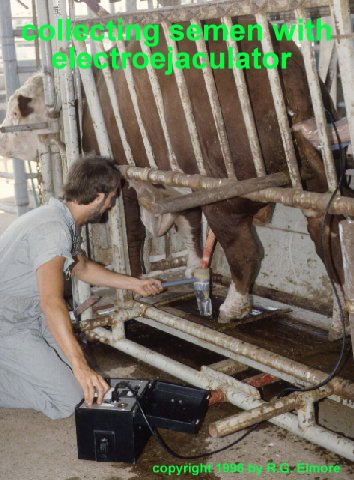 collecting semen with
electroejaculator
copyright 1996 by R.G. Elmore